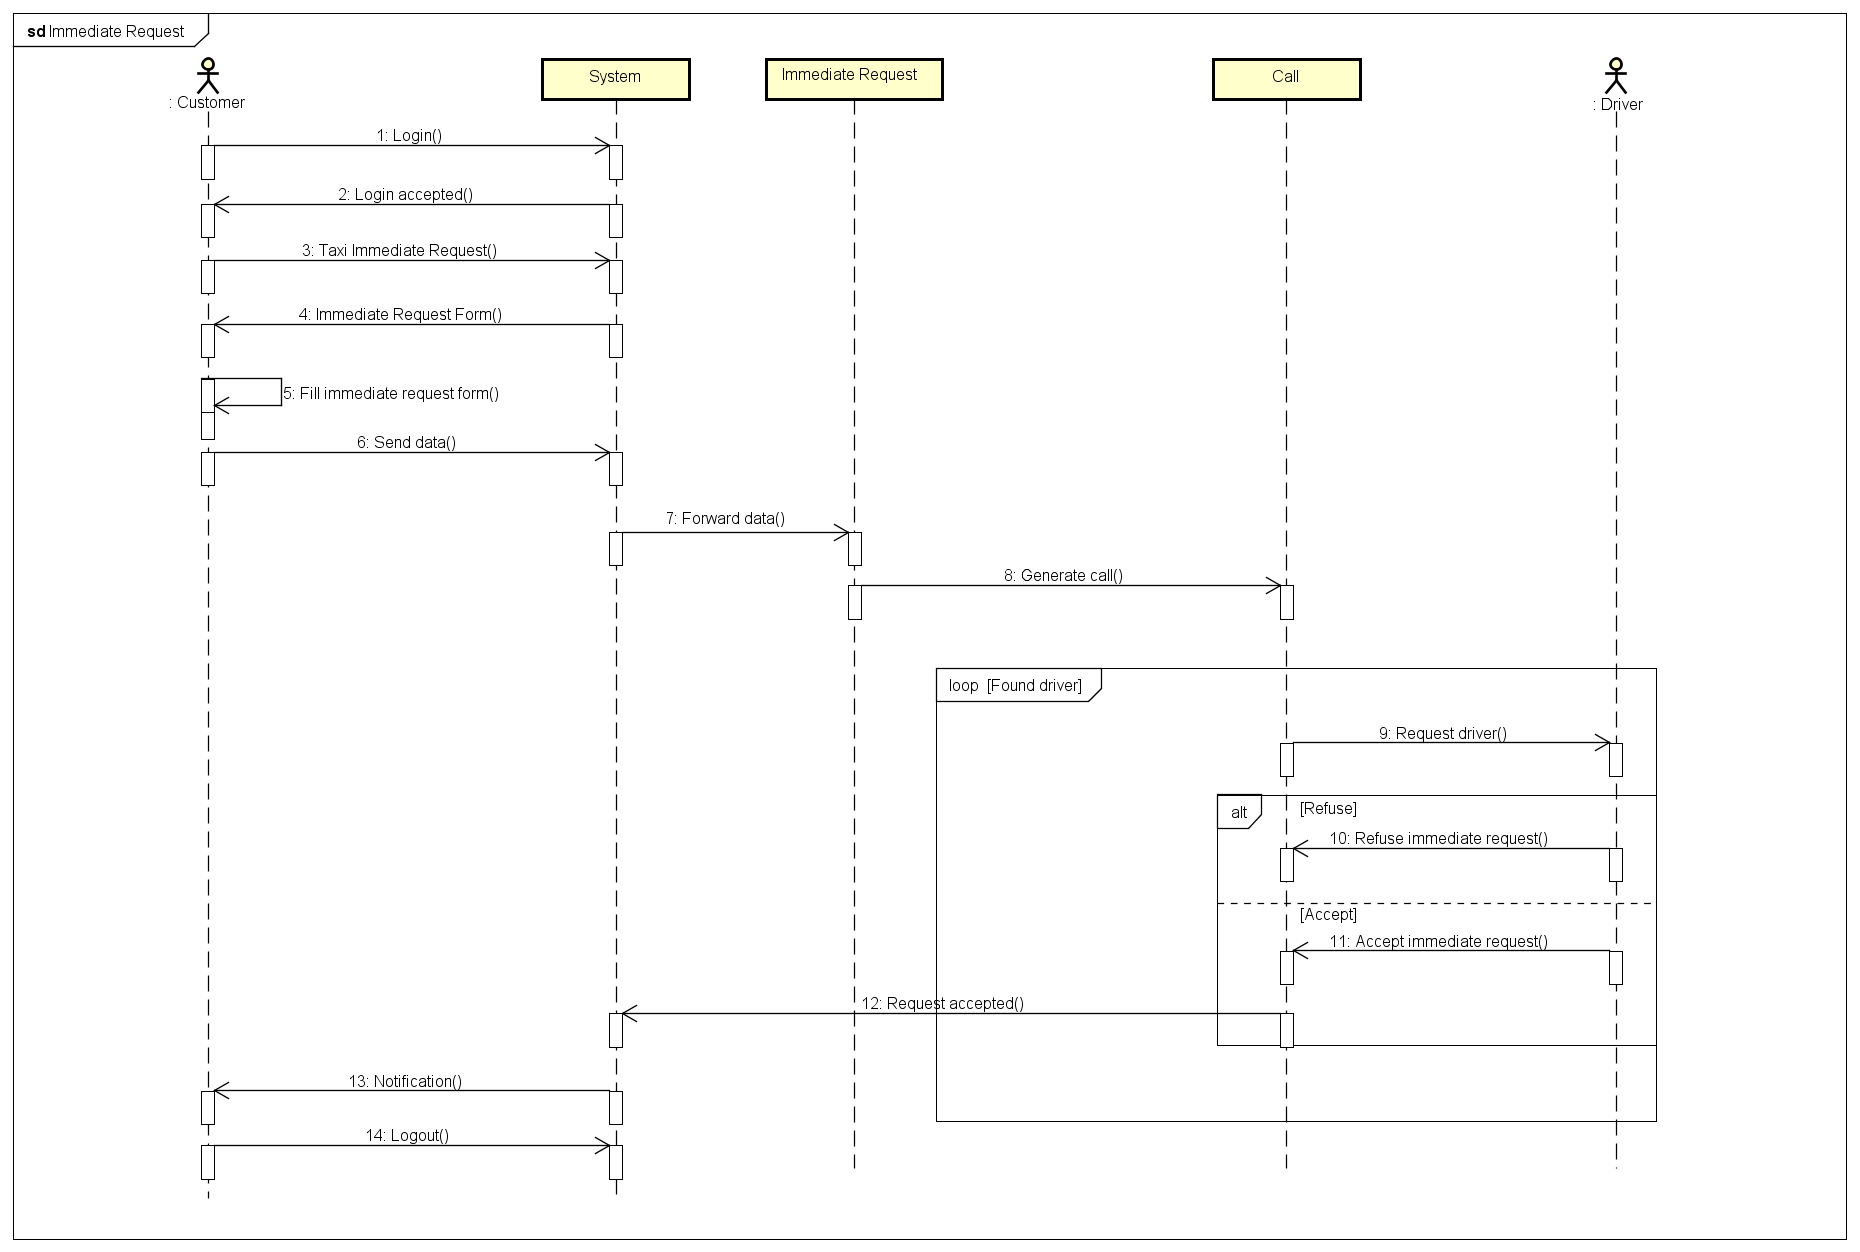 sd Immediate Request
: Customer
System
Immediate Request
Call
: Driver
1: Login()
2: Login accepted()
3: Taxi Immediate Request()
4: Immediate Request Form()
5: Fill immediate request form()
6: Send data()
7: Forward data()
8: Generate call()
loop [Found driver]
9: Request driver()
alt
[Refuse]
10: Refuse immediate request()
[Accept]
11: Accept immediate request()
12: Request accepted()
13: Notification()
14: Logout()